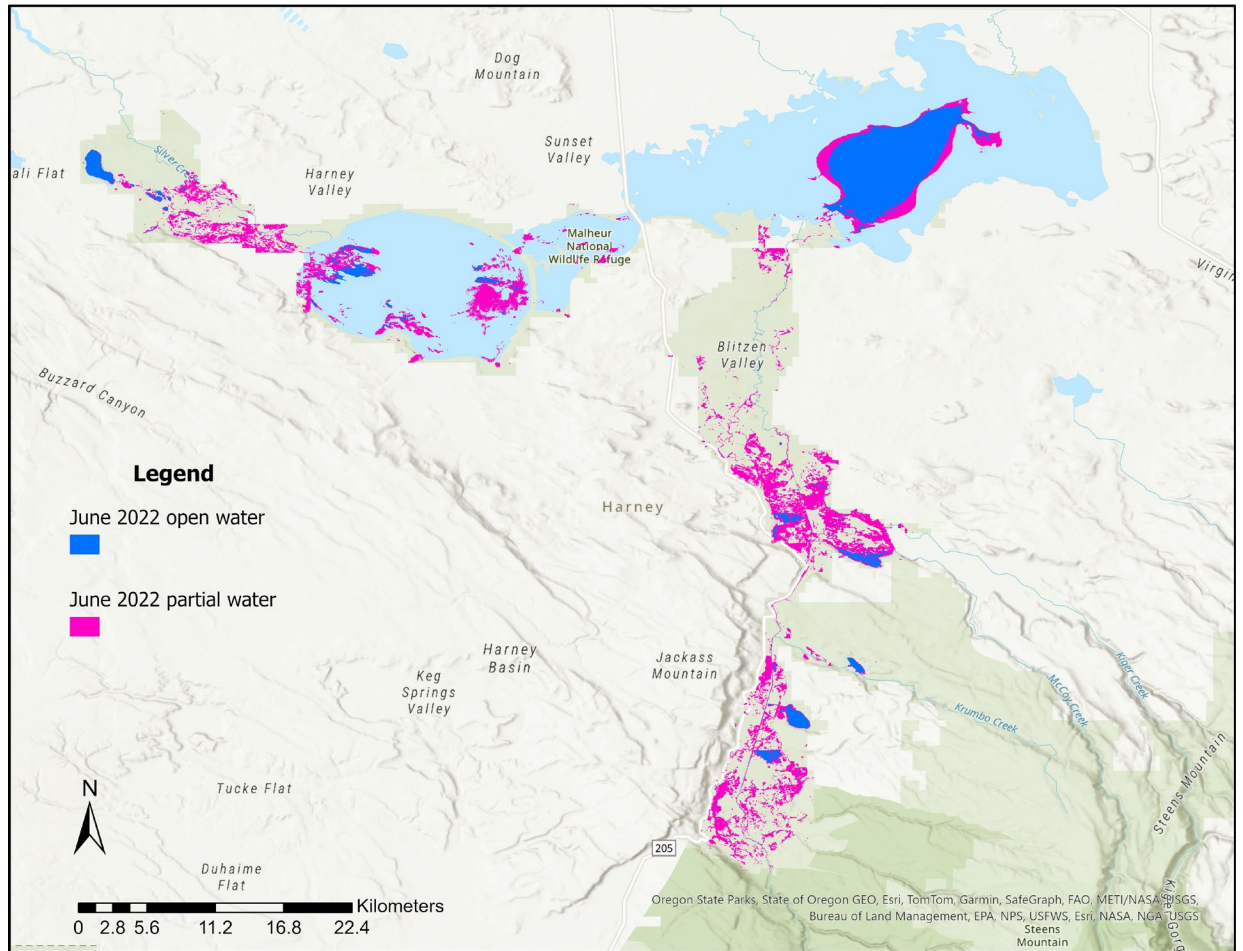 Dog
Mountain
Sunset
Valley
Silver Cre
ali Flat
Harney
Valley
Malheur
National
Wildlife Refuge
Virgin
Blitzen
Valley
Buzzard Canyon
Legend
June 2022 open water
June 2022 partial water
Harney
Harney
Basin
Jackass
Mountain
Keg
Springs
Valley
Kiger Creek
McCoy Creek
Krumbo Creek
Steens Mountain
N
Tucke Flat
205
Duhaime
Flat
Kilometers
0 2.8 5.6 11.2 16.8 22.4
Oregon State Parks, State of Oregon GEO, Esri, TomTom, Garmin, SafeGraph, FAO, METI/NASA, USGS,
Bureau of Land Management, EPA, NPS, USFWS, Esri, NASA, NGA, USGS
Steens
Mountain